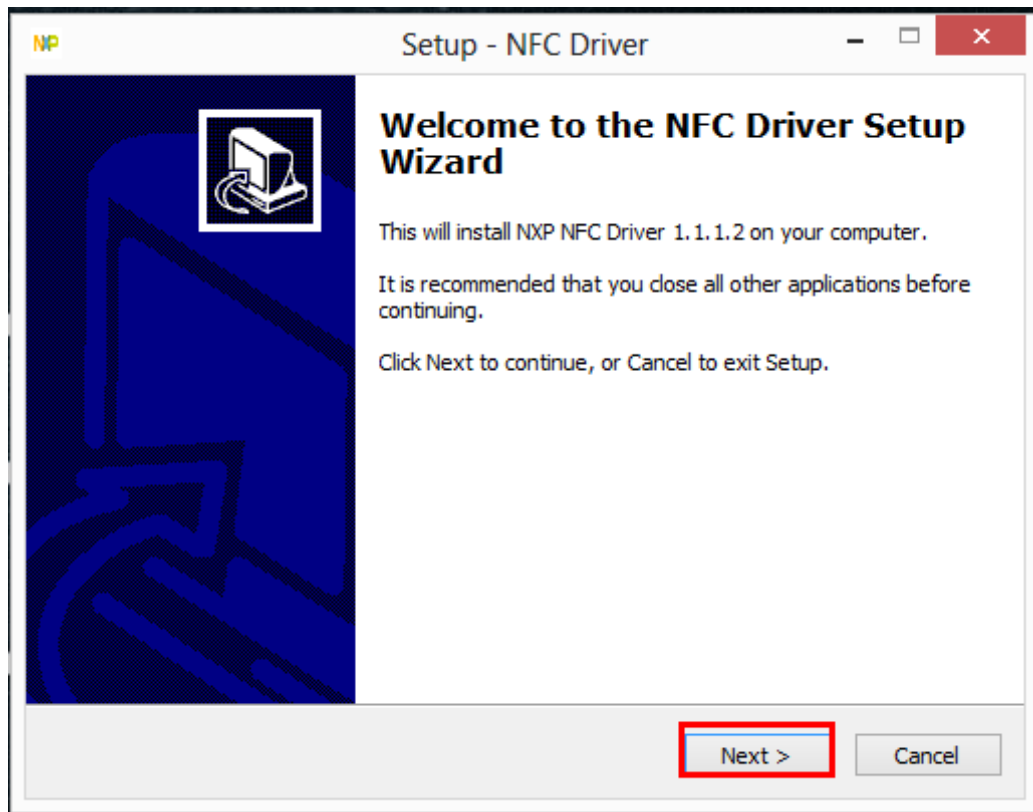 NXP
Setup - NFC Driver
Welcome to the NFC Driver Setup
Wizard
This will install NXP NFC Driver 1.1.1.2 on your computer.
It is recommended that you close all other applications before
continuing.
Click Next to continue, or Cancel to exit Setup.
Next >
Cancel